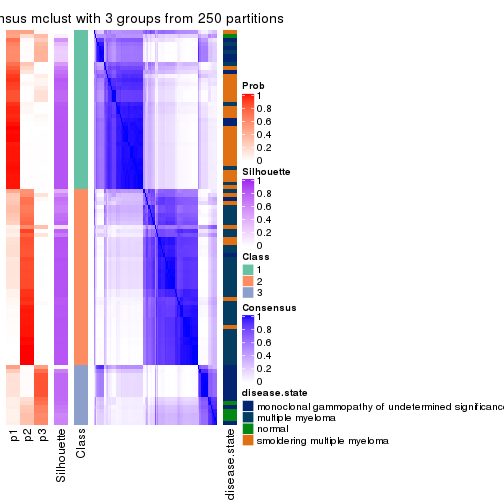 nsus mclust with 3 groups from 250 partitions
Prob
1
0.8
0.6
0.4
0.2
0
Silhouette
1
0.8
0.6
0.4
0.2
0
Class
1
2
3
Consensus
1
0.8
0.6
0.4
0.2
0
disease.state
monoclonal gammopathy of undetermined significance
multiple myeloma
normal
smoldering multiple myeloma
p1
p2
p3
Silhouette
Class
disease.state